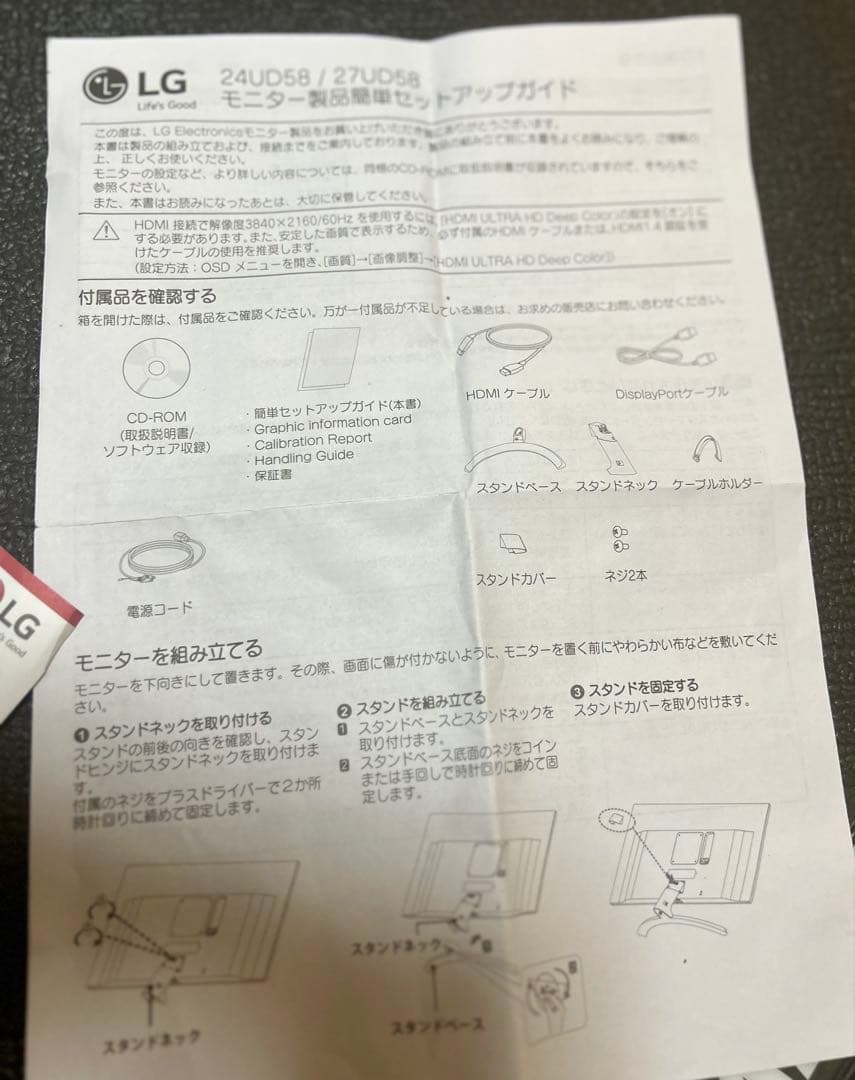 LG
Life's Good
24UD58 / 27UD58
モニター製品簡単セットアップガイド
この度は、LG Electronicsモニター製品をお買い上げいただき誠にありがとうございます。
本書は製品の組み立ておよび、接続までをご案内しております。製品の組み立て前に本書をよくお読みになり、ご理解の
上、正しくお使いください。
モニターの設定など、より詳しい内容については、同梱のCD-ROMに取扱説明書が収録されていますので、そちらをご
参照ください。
また、本書はお読みになったあとは、大切に保管してください。
HDMI 接続で解像度3840×2160/60Hz を使用するには、[HDMI ULTRA HD Deep Color]の設定を[オン]に
する必要があります。また、安定した画質で表示するため、必ず付属のHDMI ケーブルまたは、HDMI1.4 認証を受
けたケーブルの使用を推奨します。
(設定方法：OSD メニューを開き、[画質]→[画像調整]→[HDMI ULTRA HD Deep Color])
付属品を確認する
箱を開けた際は、付属品をご確認ください。万が一付属品が不足している場合は、お求めの販売店にお問い合わせください。
CD-ROM
(取扱説明書/
ソフトウェア収録)
・簡単セットアップガイド(本書)
・Graphic information card
・Calibration Report
・Handling Guide
・保証書
HDMI ケーブル
DisplayPortケーブル
スタンドベース
スタンドネック
ケーブルホルダー
電源コード
スタンドカバー
ネジ2本
LG
Life's Good
モニターを組み立てる
モニターを下向きにして置きます。その際、画面に傷が付かないように、モニターを置く前にやわらかい布などを敷いてくだ
さい。
❶ スタンドネックを取り付ける
スタンドの前後の向きを確認し、スタン
ドヒンジにスタンドネックを取り付けま
す。
付属のネジをプラスドライバーで２か所
時計回りに締めて固定します。
❷ スタンドを組み立てる
1 スタンドベースとスタンドネックを
取り付けます。
2 スタンドベース底面のネジをコイン
または手回しで時計回りに締めて固
定します。
❸ スタンドを固定する
スタンドカバーを取り付けます。
スタンドネック
スタンドネック
スタンドベース